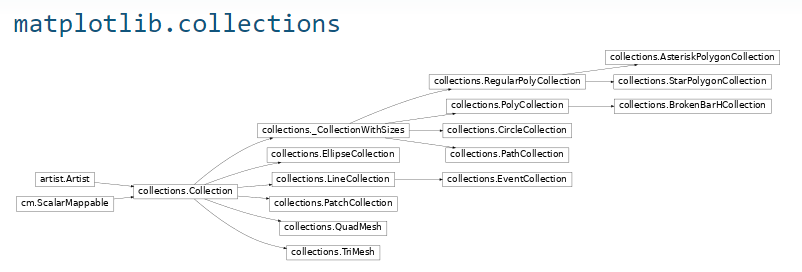 matplotlib.collections
collections.AsteriskPolygonCollection
collections.RegularPolyCollection
collections.StarPolygonCollection
collections.PolyCollection
collections.BrokenBarHCollection
collections._CollectionWithSizes
collections.CircleCollection
collections.EllipseCollection
collections.PathCollection
artist.Artist
collections.LineCollection
collections.EventCollection
collections.Collection
cm.ScalarMappable
collections.PatchCollection
collections.QuadMesh
collections.TriMesh